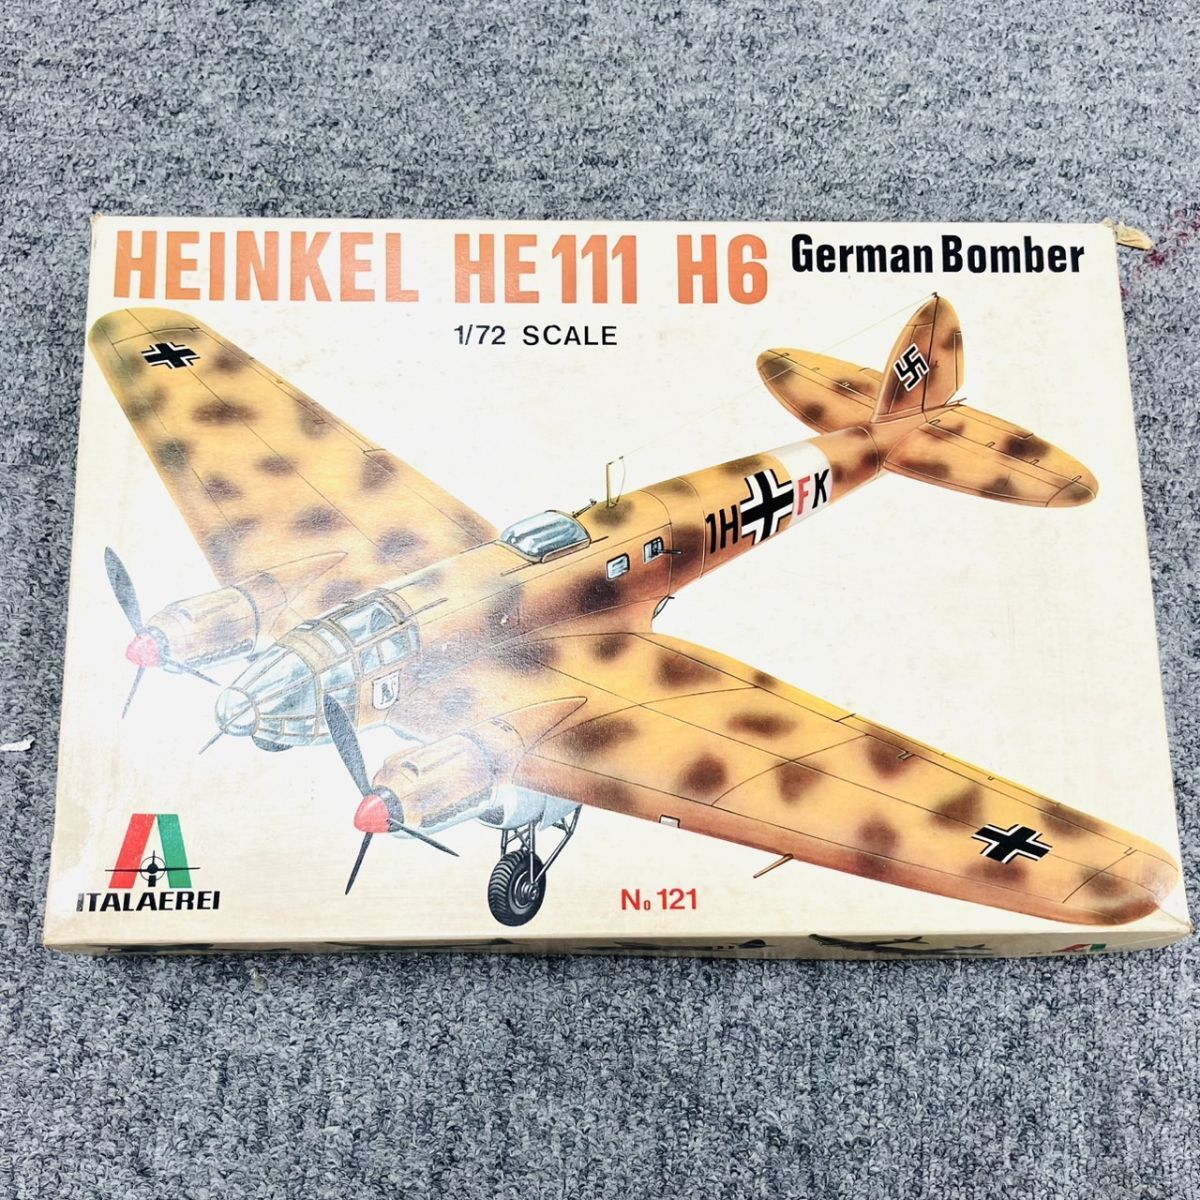 HEINKEL HE111 H6 German Bomber
1/72 SCALE
1H FK
ITALAEREI
No 121